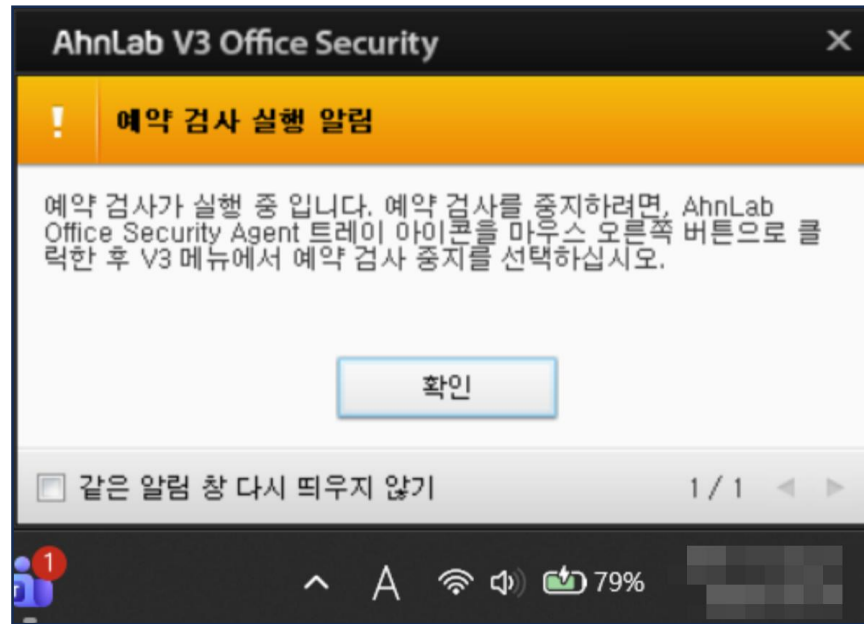 AhnLab V3 Office Security
예약 검사 실행 알림
예약 검사가 실행 중 입니다. 예약 검사를 중지하려면, AhnLab
Office Security Agent 트레이 아이콘을 마우스 오른쪽 버튼으로 클
릭한 후 V3 메뉴에서 예약 검사 중지를 선택하십시오.
확인
같은 알림 창 다시 띄우지 않기
1 / 1
1
A
79%